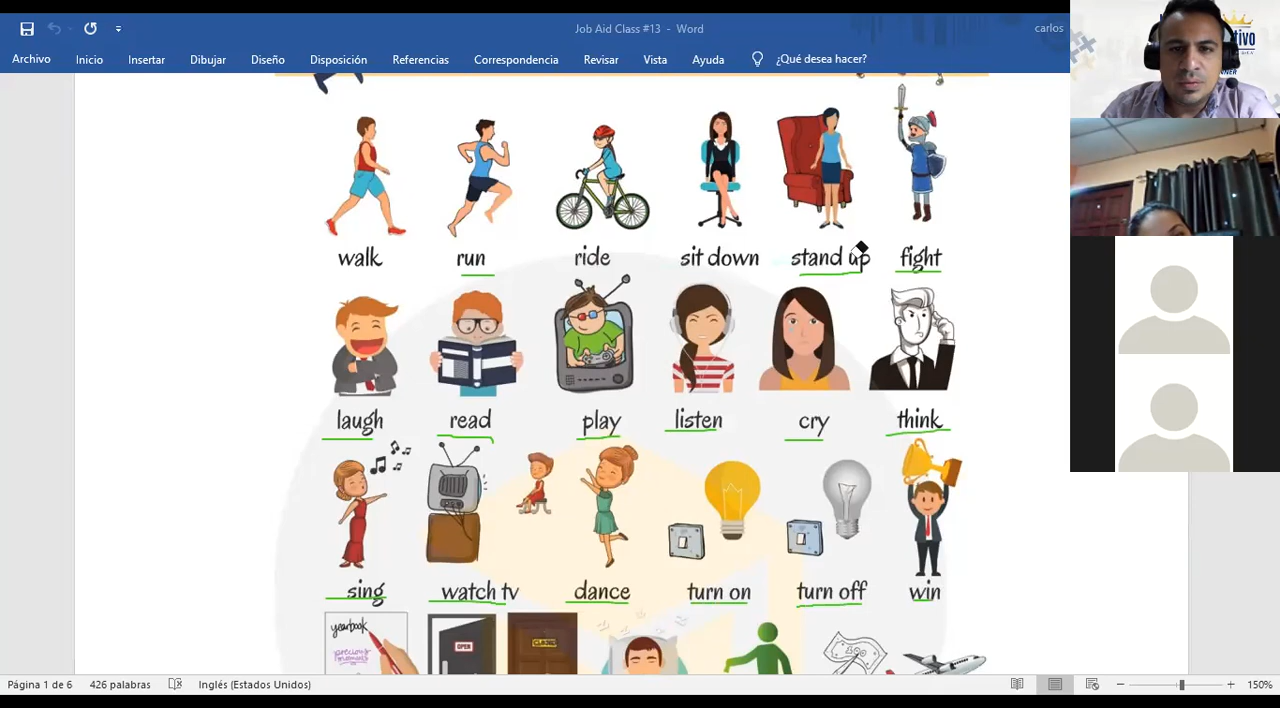 Job Aid Class #13 - Word
carlos
Archivo Inicio Insertar Dibujar Diseño Disposición Referencias Correspondencia Revisar Vista Ayuda ¿Qué desea hacer?
walk run ride sit down stand up fight
laugh read play listen cry think
sing watch tv dance turn on turn off win
yearbook
precious
OPEN
CLOSE
Página 1 de 6 426 palabras Inglés (Estados Unidos) 150%